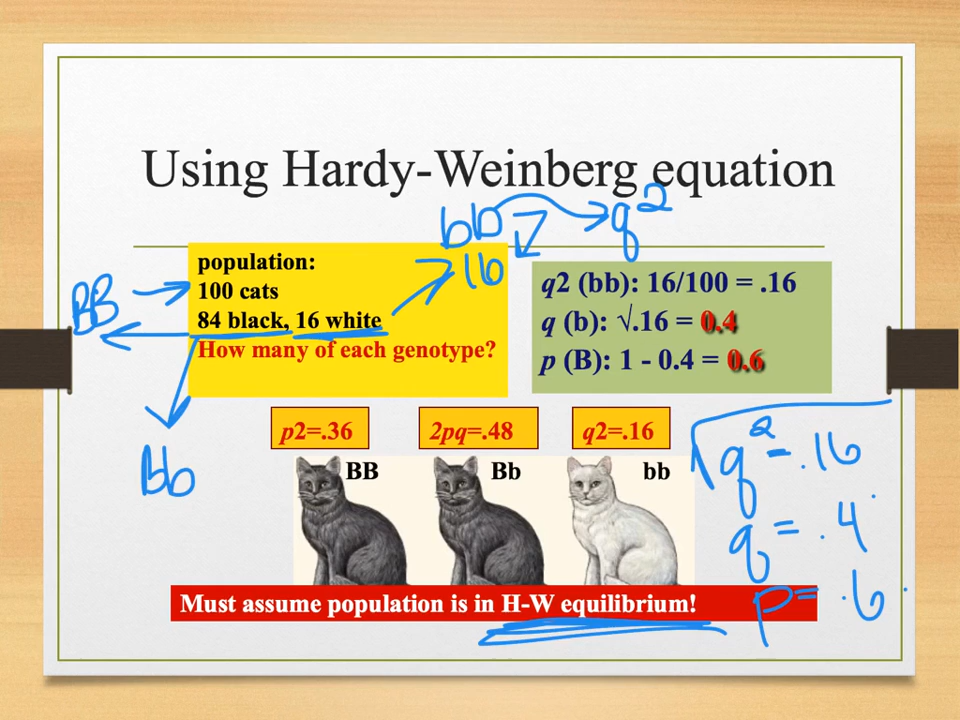 Using Hardy-Weinberg equation
bb
q²
16
BB
population:
100 cats
84 black, 16 white
How many of each genotype?
Bb
q2 (bb): 16/100 = .16
q (b): √.16 = 0.4
p (B): 1 - 0.4 = 0.6
p2=.36
2pq=.48
q2=.16
BB
Bb
bb
√q² = .16
q = .4
p = .6
Must assume population is in H-W equilibrium!